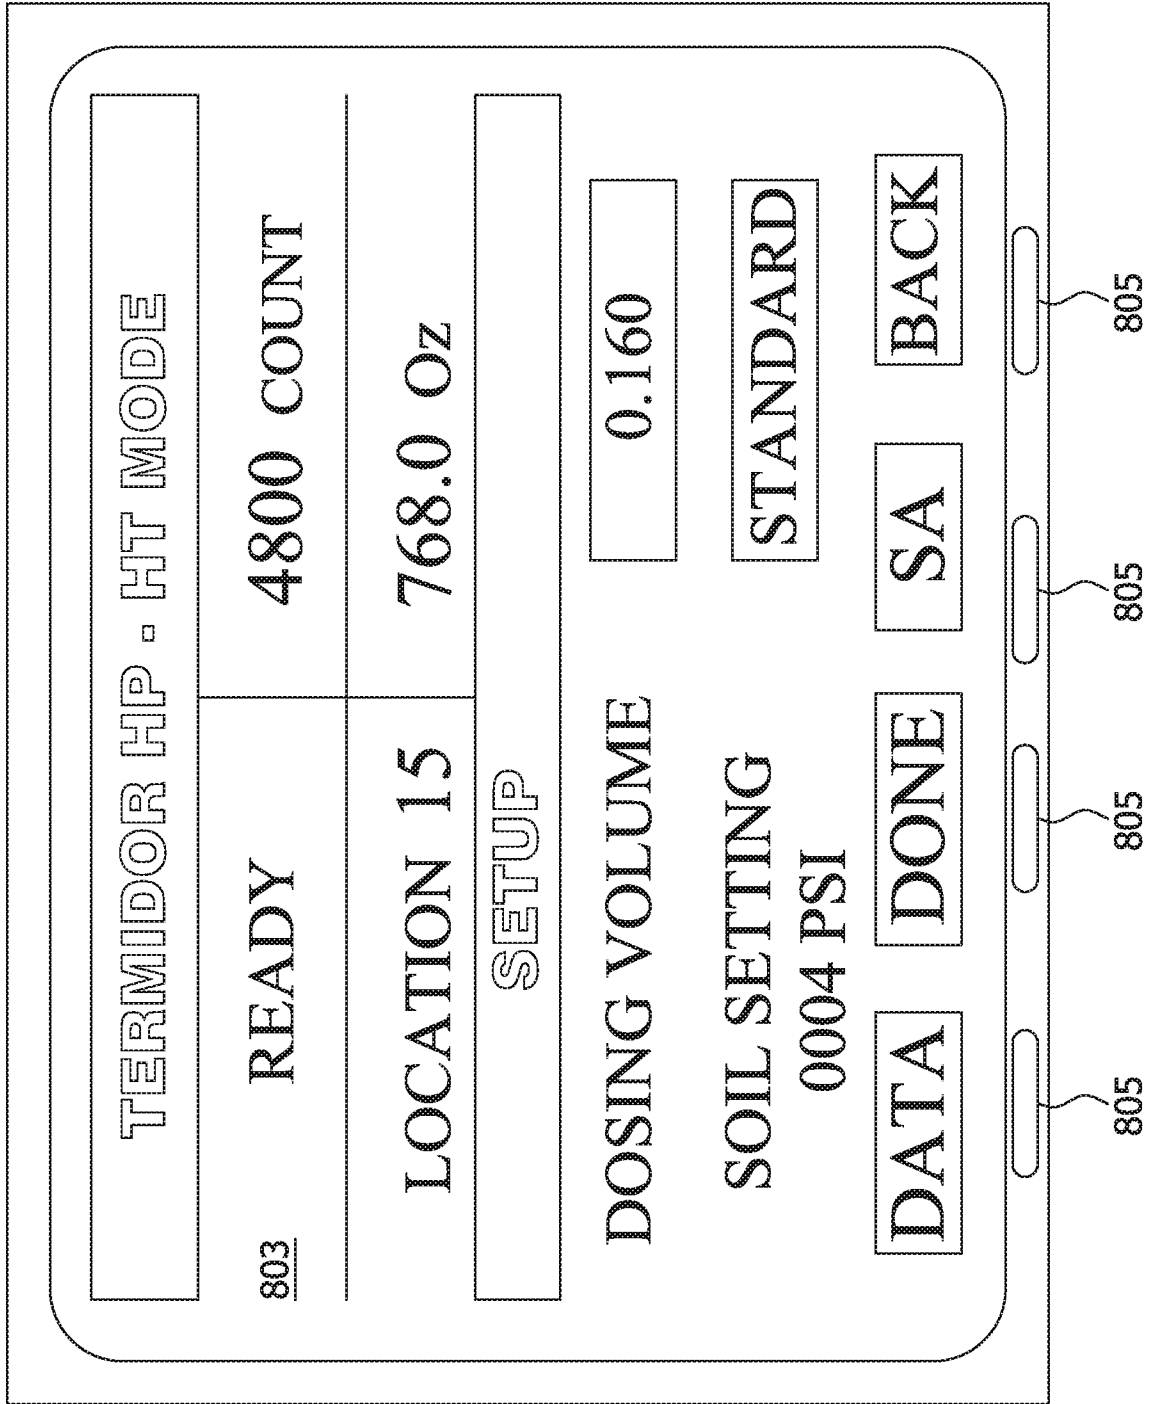 TERMIDOR HP - HT MODE
803
READY
4800 COUNT
LOCATION 15
768.0 Oz
SETUP
DOSING VOLUME
0.160
SOIL SETTING
STANDARD
0004 PSI
DATA
DONE
SA
BACK
805
805
805
805